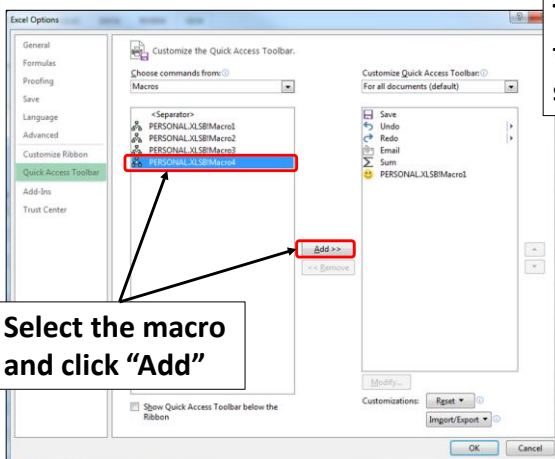 Excel Options
General
Formulas
Proofing
Save
Language
Advanced
Customize Ribbon
Quick Access Toolbar
Add-Ins
Trust Center
Customize the Quick Access Toolbar.
Choose commands from:
Macros
<Separator>
PERSONAL.XLSB!Macro1
PERSONAL.XLSB!Macro2
PERSONAL.XLSB!Macro3
PERSONAL.XLSB!Macro4
Show Quick Access Toolbar below the
Ribbon
Add >>
<< Remove
Customize Quick Access Toolbar:
For all documents (default)
Save
Undo
Redo
Email
Sum
PERSONAL.XLSB!Macro1
Modify...
Customizations:
Reset
Import/Export
OK
Cancel
Select the macro
and click “Add”